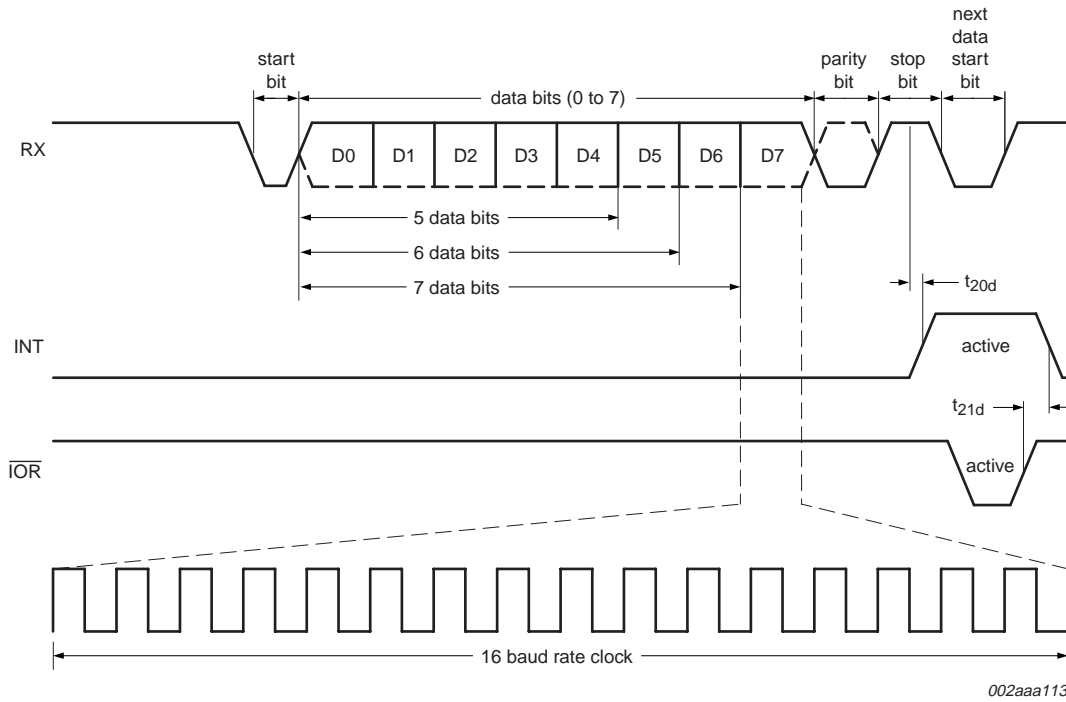 next
data
start
bit
start
bit
parity
bit
stop
bit
data bits (0 to 7)
RX
D0 D1 D2 D3 D4 D5 D6 D7
5 data bits
6 data bits
7 data bits
t20d
INT
active
t21d
IOR
active
16 baud rate clock
002aaa113